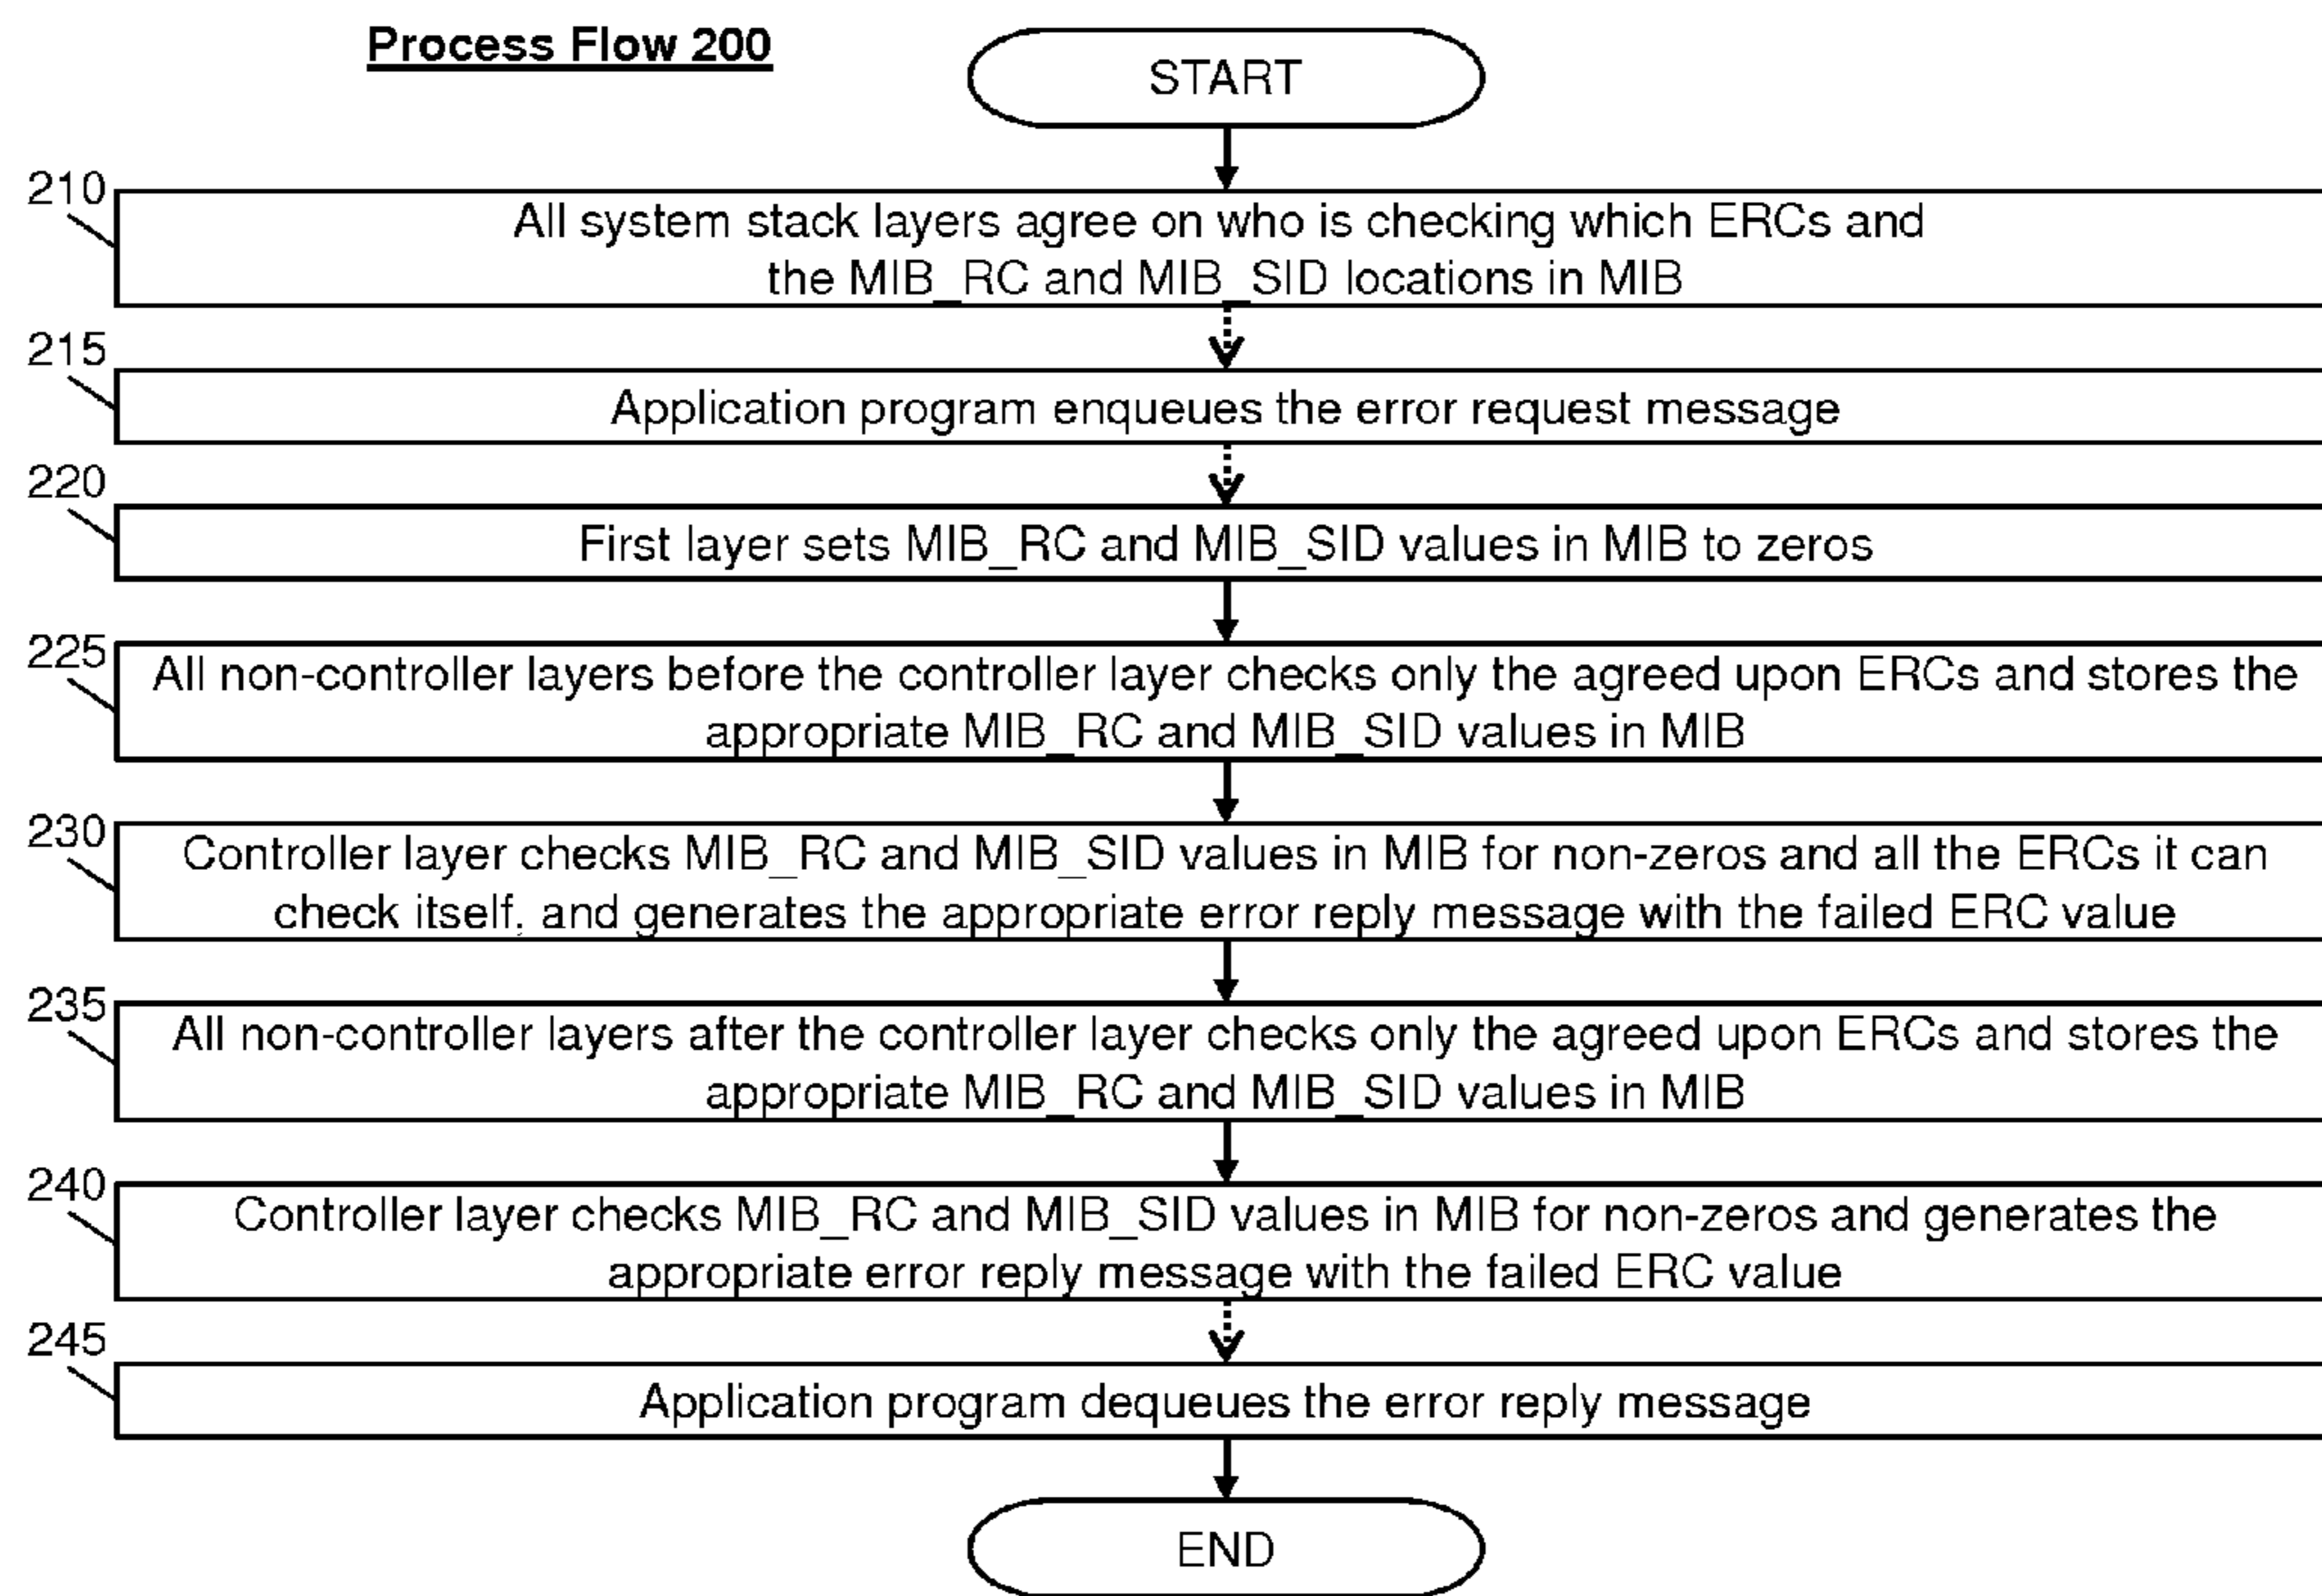 Process Flow 200
START
210
All system stack layers agree on who is checking which ERCs and
the MIB_RC and MIB_SID locations in MIB
215
Application program enqueues the error request message
220
First layer sets MIB_RC and MIB_SID values in MIB to zeros
225
All non-controller layers before the controller layer checks only the agreed upon ERCs and stores the
appropriate MIB_RC and MIB_SID values in MIB
230
Controller layer checks MIB_RC and MIB_SID values in MIB for non-zeros and all the ERCs it can
check itself, and generates the appropriate error reply message with the failed ERC value
235
All non-controller layers after the controller layer checks only the agreed upon ERCs and stores the
appropriate MIB_RC and MIB_SID values in MIB
240
Controller layer checks MIB_RC and MIB_SID values in MIB for non-zeros and generates the
appropriate error reply message with the failed ERC value
245
Application program dequeues the error reply message
END